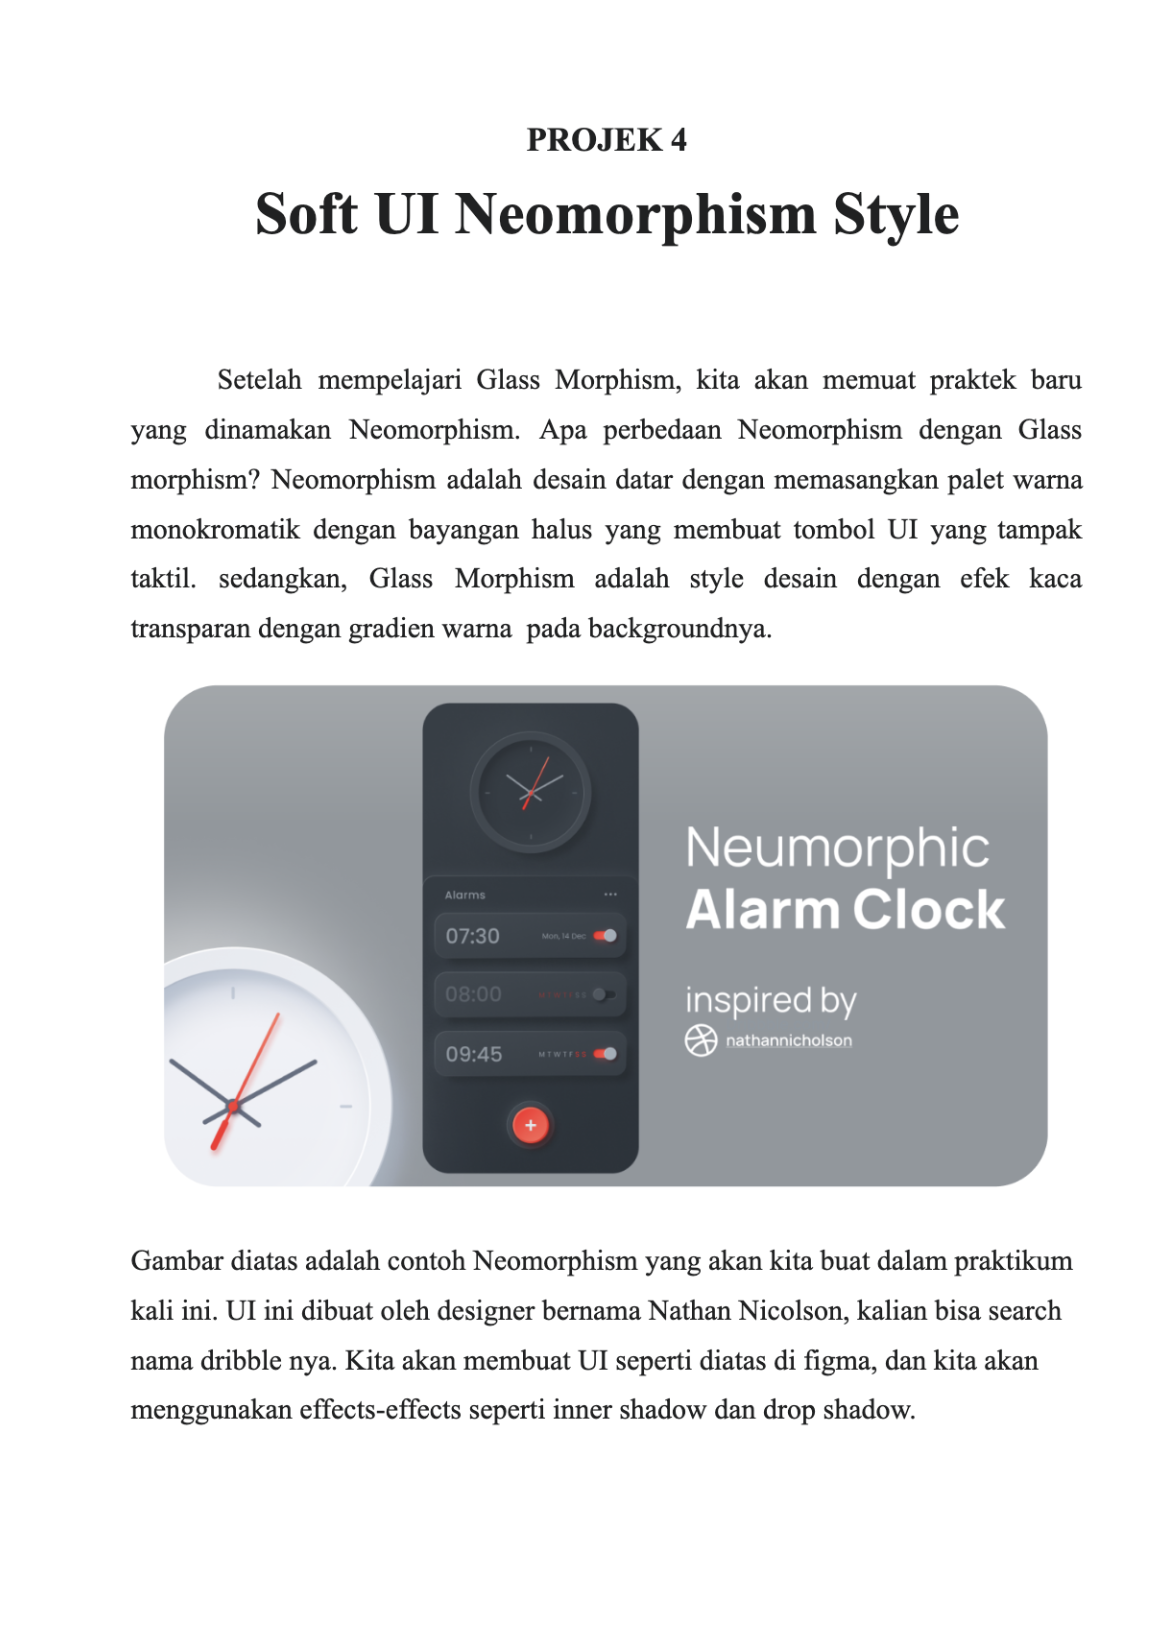 PROJEK 4
Soft UI Neomorphism Style
Setelah mempelajari Glass Morphism, kita akan memuat praktek baru
yang dinamakan Neomorphism. Apa perbedaan Neomorphism dengan Glass
morphism? Neomorphism adalah desain datar dengan memasangkan palet warna
monokromatik dengan bayangan halus yang membuat tombol UI yang tampak
taktil. sedangkan, Glass Morphism adalah style desain dengan efek kaca
transparan dengan gradien warna pada backgroundnya.
Alarms
07:30 Mon, 14 Dec
08:00 M T W T F S S
09:45 M T W T F S S
+
Neumorphic
Alarm Clock
inspired by
nathannicholson
Gambar diatas adalah contoh Neomorphism yang akan kita buat dalam praktikum
kali ini. UI ini dibuat oleh designer bernama Nathan Nicolson, kalian bisa search
nama dribble nya. Kita akan membuat UI seperti diatas di figma, dan kita akan
menggunakan effects-effects seperti inner shadow dan drop shadow.